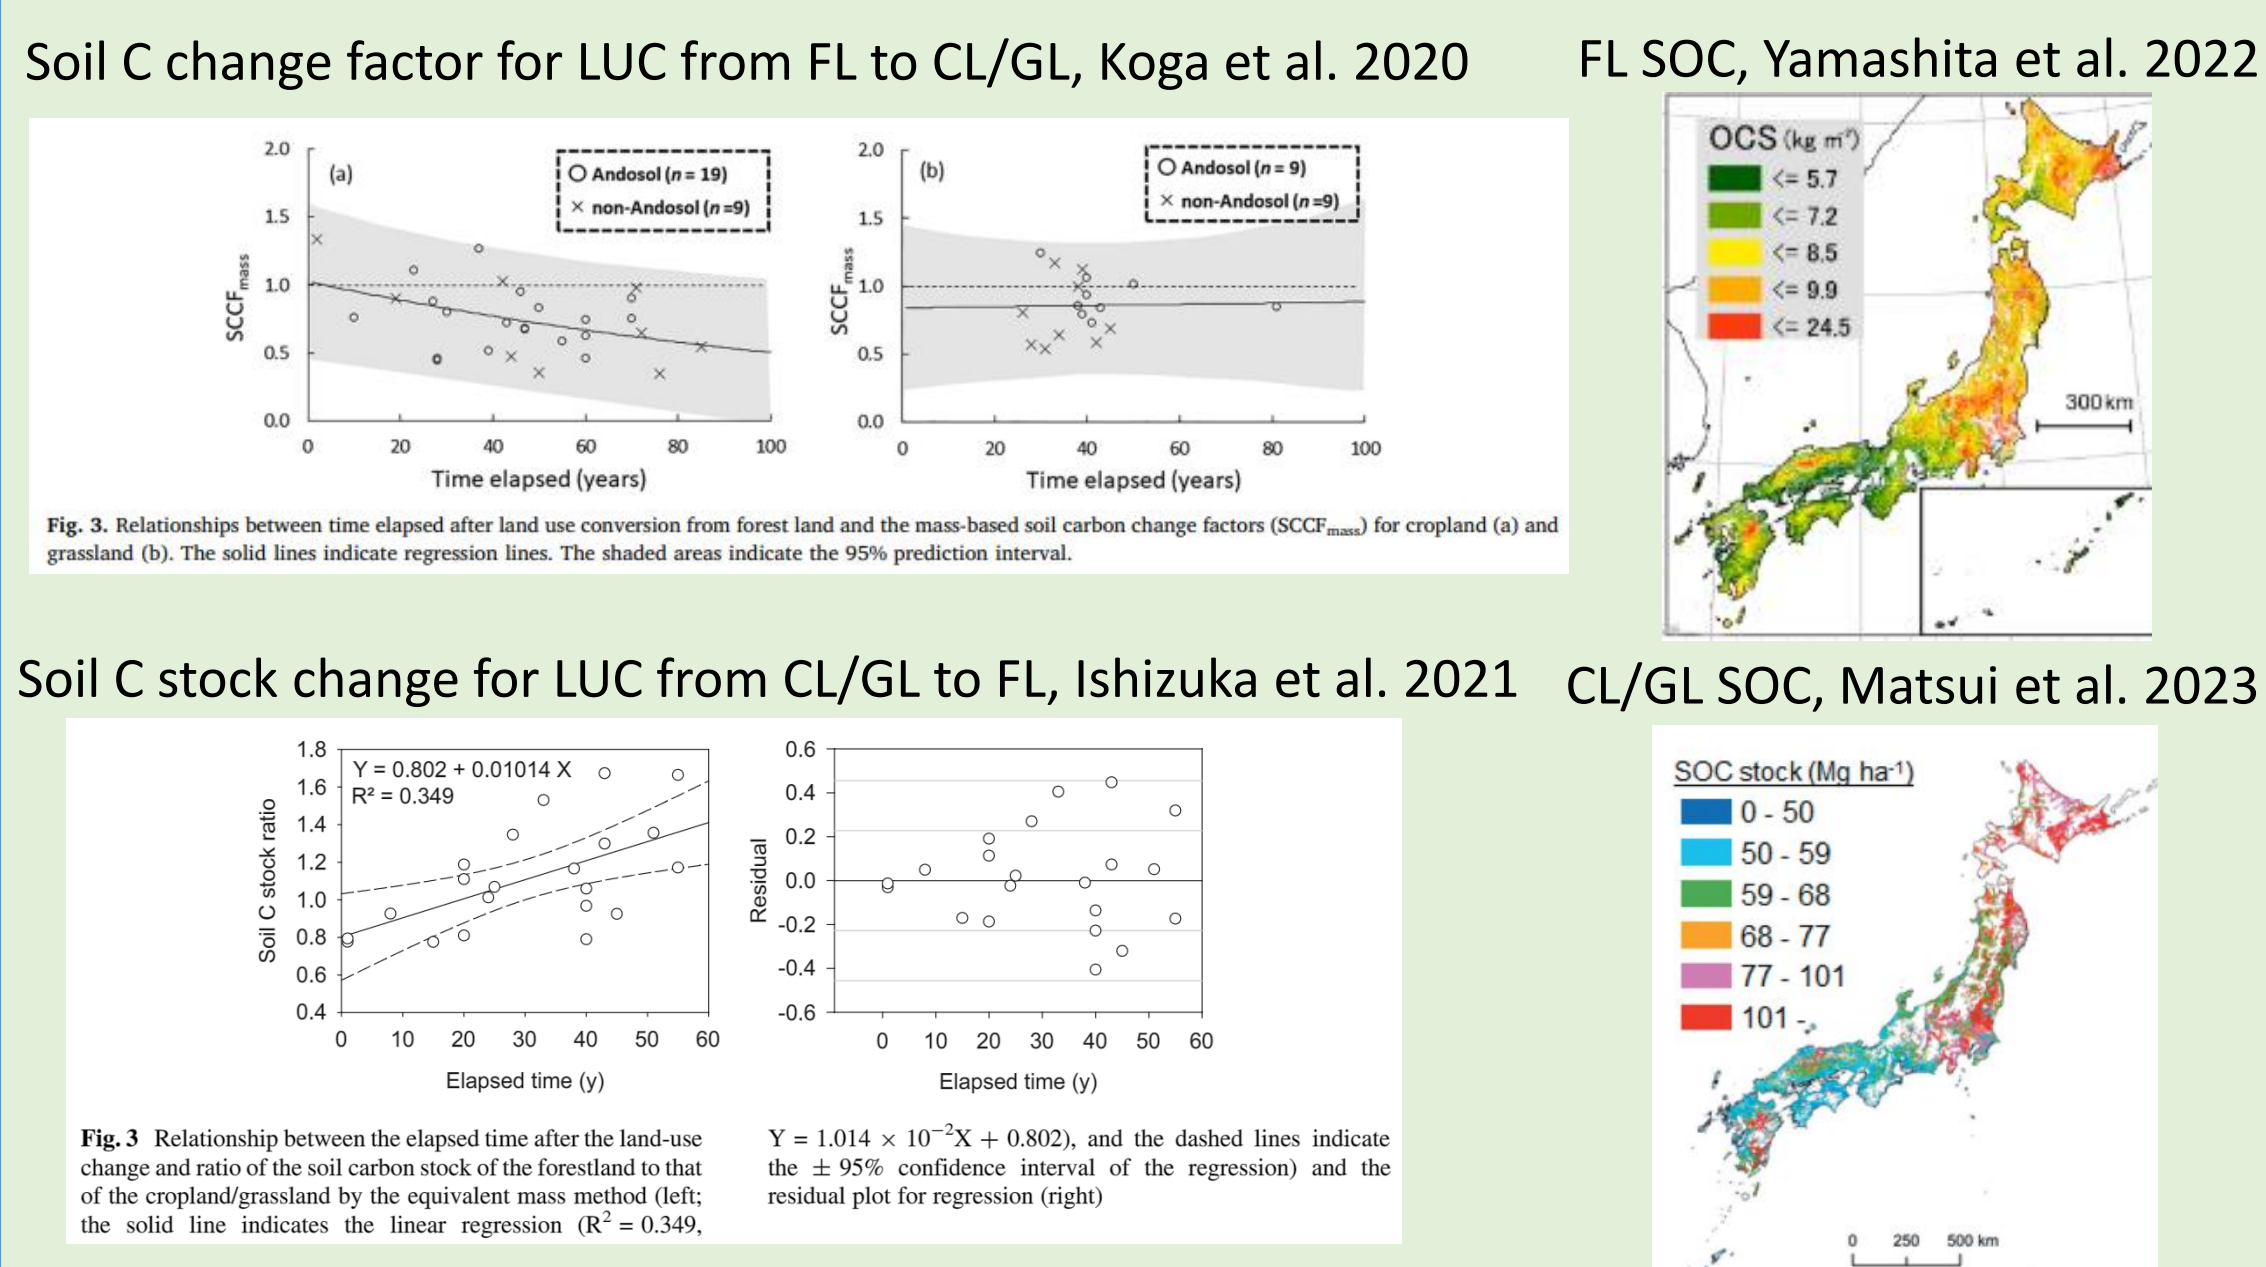 Soil C change factor for LUC from FL to CL/GL, Koga et al. 2020
2.0
1.5
1.0
0.5
0.0
SCCFmass
(a)
Andosol (n = 19)
non-Andosol (n =9)
0 20 40 60 80 100
Time elapsed (years)
2.0
1.5
1.0
0.5
0.0
SCCFmass
(b)
Andosol (n = 9)
non-Andosol (n =9)
0 20 40 60 80 100
Time elapsed (years)
Fig. 3. Relationships between time elapsed after land use conversion from forest land and the mass-based soil carbon change factors (SCCFmass) for cropland (a) and
grassland (b). The solid lines indicate regression lines. The shaded areas indicate the 95% prediction interval.
FL SOC, Yamashita et al. 2022
OCS (kg m⁻²)
<= 5.7
<= 7.2
<= 8.5
<= 9.9
<= 24.5
300 km
Soil C stock change for LUC from CL/GL to FL, Ishizuka et al. 2021
1.8
1.6
1.4
1.2
1.0
0.8
0.6
0.4
Soil C stock ratio
Y = 0.802 + 0.01014 X
R² = 0.349
0 10 20 30 40 50 60
Elapsed time (y)
0.6
0.4
0.2
0.0
-0.2
-0.4
-0.6
Residual
0 10 20 30 40 50 60
Elapsed time (y)
Fig. 3 Relationship between the elapsed time after the land-use
change and ratio of the soil carbon stock of the forestland to that
of the cropland/grassland by the equivalent mass method (left;
the solid line indicates the linear regression (R² = 0.349,
Y = 1.014 × 10⁻²X + 0.802), and the dashed lines indicate
the ± 95% confidence interval of the regression) and the
residual plot for regression (right)
CL/GL SOC, Matsui et al. 2023
SOC stock (Mg ha⁻¹)
0 - 50
50 - 59
59 - 68
68 - 77
77 - 101
101 -
0 250 500 km